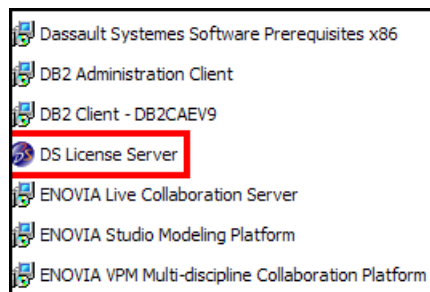 Dassault Systemes Software Prerequisites x86
DB2 Administration Client
DB2 Client - DB2CAEV9
DS License Server
ENOVIA Live Collaboration Server
ENOVIA Studio Modeling Platform
ENOVIA VPM Multi-discipline Collaboration Platform